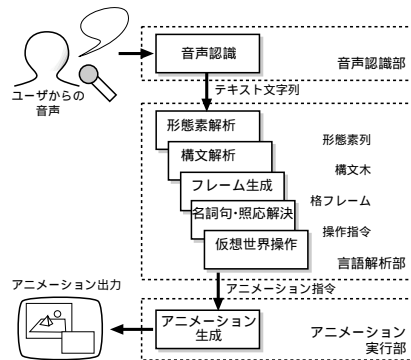 音声認識
音声認識部
ユーザからの
音声
テキスト文字列
形態素解析
形態素列
構文解析
構文木
フレーム生成
格フレーム
名詞句・照応解決
操作指令
仮想世界操作
言語解析部
アニメーション出力
アニメーション指令
アニメーション
生成
アニメーション
実行部